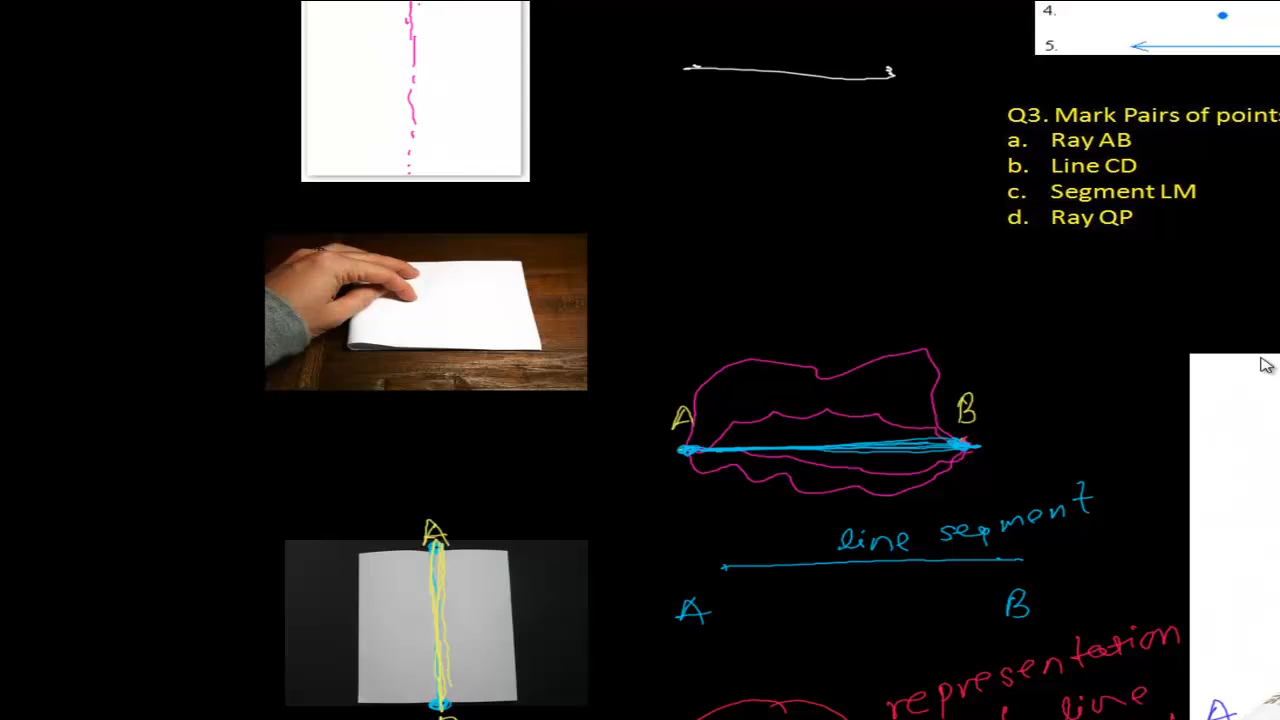 4.
5.
Q3. Mark Pairs of points
a. Ray AB
b. Line CD
c. Segment LM
d. Ray QP
A B
A
line segment
A B
representation
line
A